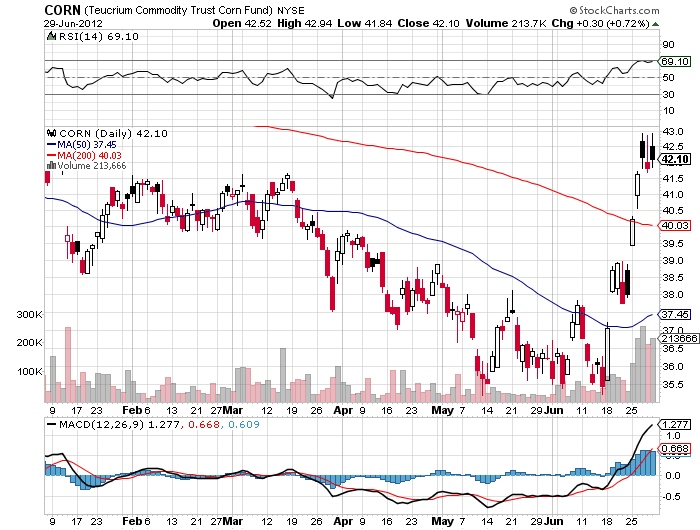 CORN (Teucrium Commodity Trust Corn Fund) NYSE © StockCharts.com
29-Jun-2012 Open 42.52 High 44.10 Low 41.84 Close 42.10 Volume 213.7K Chg +0.30 (+0.72%)
RSI(14) 69.10
90
69.10
50
30
10
CORN (Daily) 42.10
MA(50) 37.45
MA(200) 40.03
Volume 213,666
43.0
42.5
42.10
41.5
41.0
40.5
40.03
39.5
39.0
38.5
38.0
37.45
37.0
213666
36.5
36.0
35.5
300K
200K
100K
9 17 23 Feb 6 13 21 27 Mar 12 19 26 Apr 9 16 23 May 7 14 21 29 Jun 11 18 25
MACD(12,26,9) 1.277, 0.668, 0.609
1.277
1.0
0.668
0.0
-0.5
9 17 23 Feb 6 13 21 27 Mar 12 19 26 Apr 9 16 23 May 7 14 21 29 Jun 11 18 25